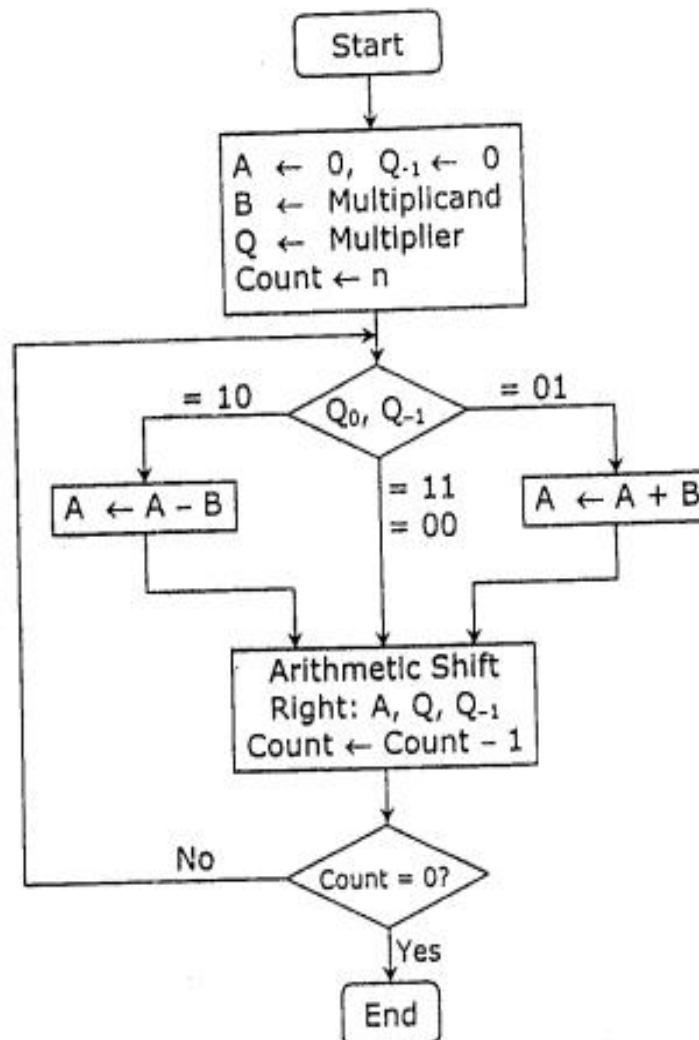 Start
A ← 0, Q₋₁ ← 0
B ← Multiplicand
Q ← Multiplier
Count ← n
= 10
Q₀, Q₋₁
= 01
A ← A – B
= 11
= 00
A ← A + B
Arithmetic Shift
Right: A, Q, Q₋₁
Count ← Count – 1
No
Count = 0?
Yes
End